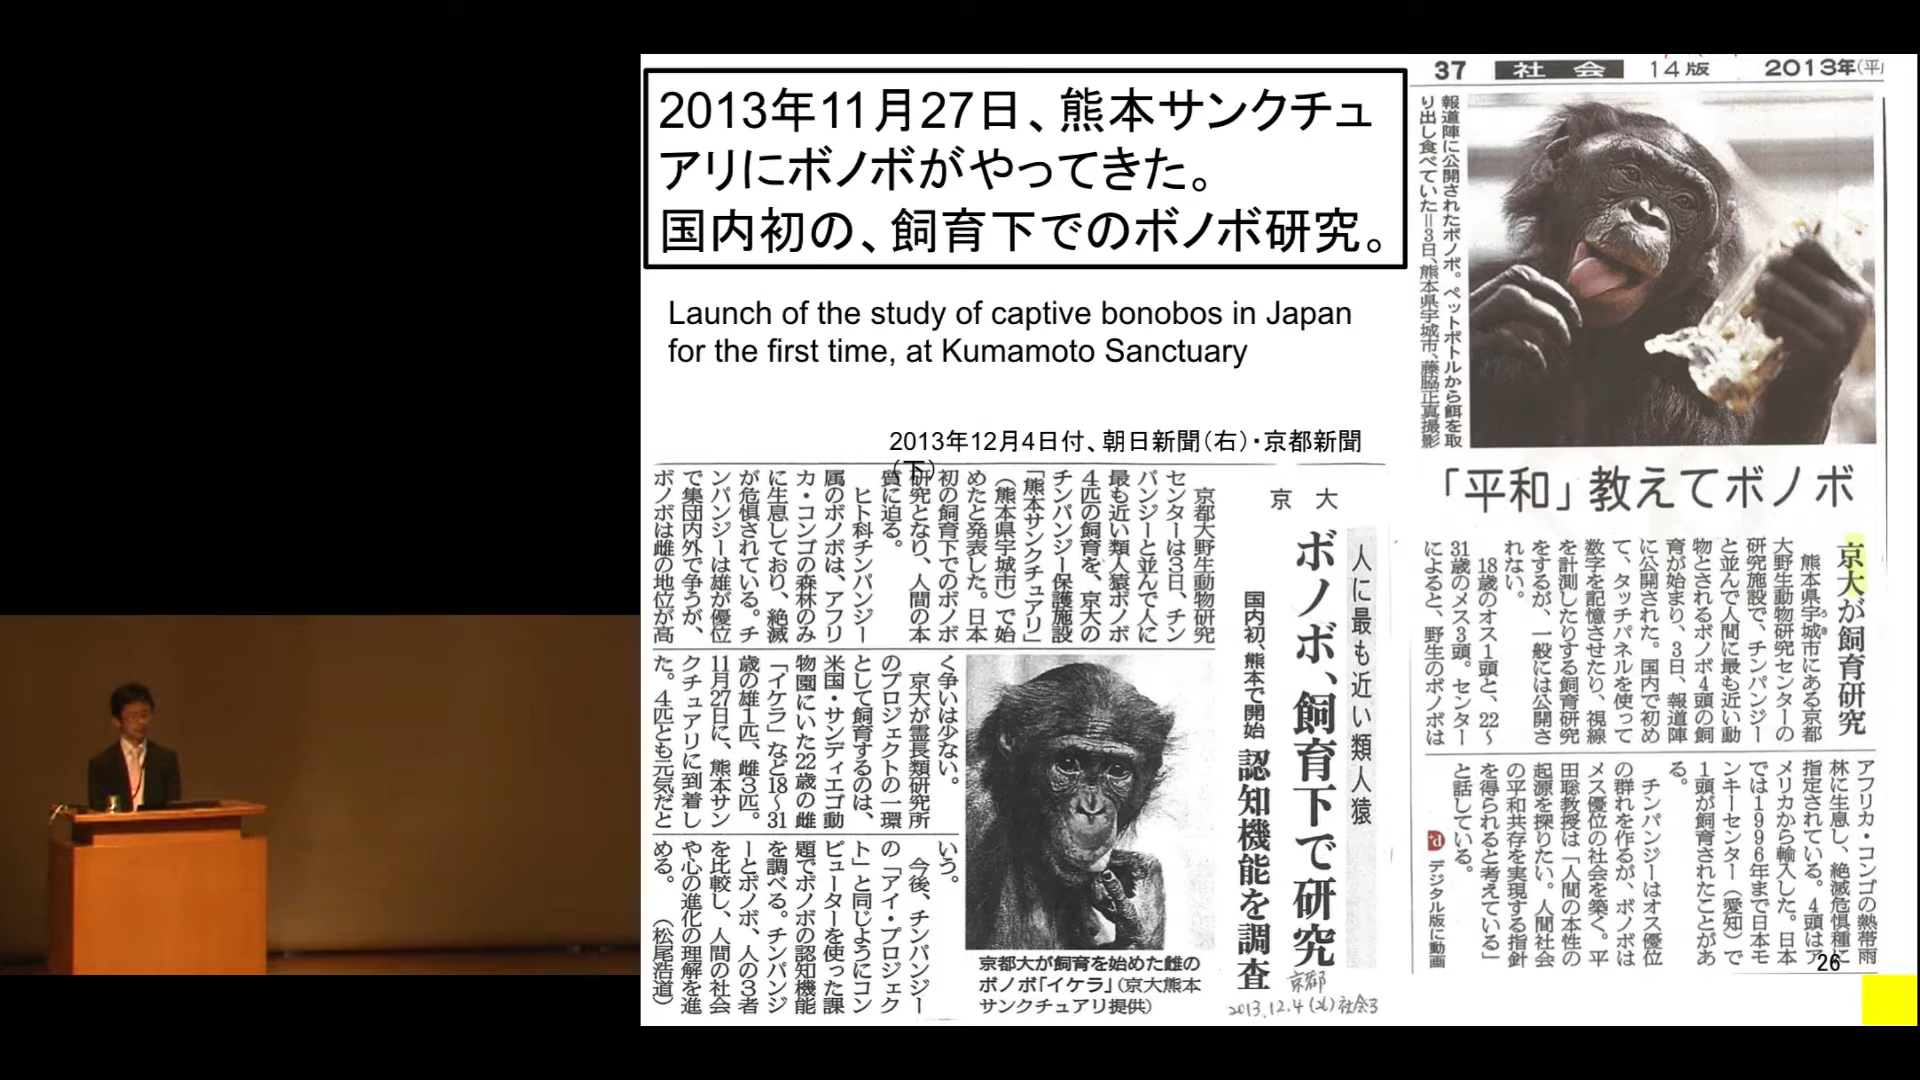 2013年11月27日、熊本サンクチュ
アリにボノボがやってきた。
国内初の、飼育下でのボノボ研究。
Launch of the study of captive bonobos in Japan
for the first time, at Kumamoto Sanctuary
2013年12月4日付、朝日新聞(右)・京都新聞
(下)
京大
人に最も近い類人猿
ボノボ、飼育下で研究
国内初、熊本で開始
認知機能を調査
京都大野生動物研究
センターは3日、チン
パンジーと並んで人に
最も近い類人猿ボノボ
4匹の飼育を、京大の
チンパンジー保護施設
「熊本サンクチュアリ」
(熊本県宇城市)で始
めたと発表した。日本
初の飼育下でのボノボ
研究となり、人間の本
質に迫る。
ヒト科チンパンジー
属のボノボは、アフリ
カ・コンゴの森林のみ
に生息しており、絶滅
が危惧されている。チ
ンパンジーは雄が優位
で集団内外で争うが、
ボノボは雌の地位が高
く争いは少ない。
京大が霊長類研究所
のプロジェクトの一環
として飼育するのは、
米国・サンディエゴ動
物園にいた22歳の雌
「イケラ」など18~31
歳の雄1匹、雌3匹。
11月27日に、熊本サン
クチュアリに到着し
た。4匹とも元気だと
いう。
今後、チンパンジー
の「アイ・プロジェク
ト」と同じようにコン
ピューターを使った課
題でボノボの認知機能
を調べる。チンパンジ
ーとボノボ、人の3者
を比較し、人間の社会
や心の進化の理解を進
める。 (松尾浩道)
京都大が飼育を始めた雌の
ボノボ「イケラ」(京大熊本
サンクチュアリ提供)
京都
2013.12.4(水)社会3
37 社会 14版 2013年(平
報道陣に公開されたボノボ。ペットボトルから餌を取
り出し食べていた=3日、熊本県宇城市、藤脇正真撮影
「平和」教えてボノボ
京大が飼育研究
熊本県宇城市にある京都
大野生動物研究センターの
研究施設で、チンパンジー
と並んで人間に最も近い動
物とされるボノボ4頭の飼
育が始まり、3日、報道陣
に公開された。国内で初め
て、タッチパネルを使って
数字を記憶させたり、視線
を計測したりする飼育研究
をするが、一般には公開さ
れない。
18歳のオス1頭と、22~
31歳のメス3頭。センター
によると、野生のボノボは
アフリカ・コンゴの熱帯雨
林に生息し、絶滅危惧種に
指定されている。4頭はア
メリカから輸入した。日本
では1996年まで日本モ
ンキーセンター(愛知)で
1頭が飼育されたことがあ
る。
チンパンジーはオス優位
の群れを作るが、ボノボは
メス優位の社会を築く。平
田聡教授は「人間の本性の
起源を探りたい。人間社会
の平和共存を実現する指針
を得られると考えている」
と話している。
デジタル版に動画
26